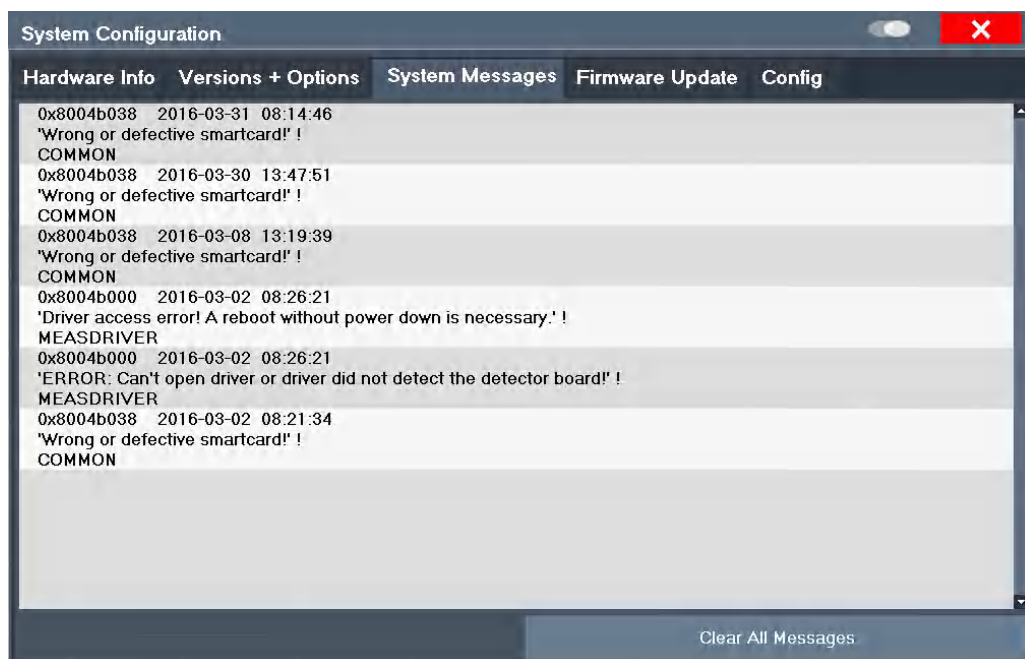 System Configuration
Hardware Info Versions + Options System Messages Firmware Update Config
0x8004b038 2016-03-31 08:14:46
'Wrong or defective smartcard!' !
COMMON
0x8004b038 2016-03-30 13:47:51
'Wrong or defective smartcard!' !
COMMON
0x8004b038 2016-03-08 13:19:39
'Wrong or defective smartcard!' !
COMMON
0x8004b000 2016-03-02 08:26:21
'Driver access error! A reboot without power down is necessary.' !
MEASDRIVER
0x8004b000 2016-03-02 08:26:21
'ERROR: Can't open driver or driver did not detect the detector board!' !
MEASDRIVER
0x8004b038 2016-03-02 08:21:34
'Wrong or defective smartcard!' !
COMMON
Clear All Messages